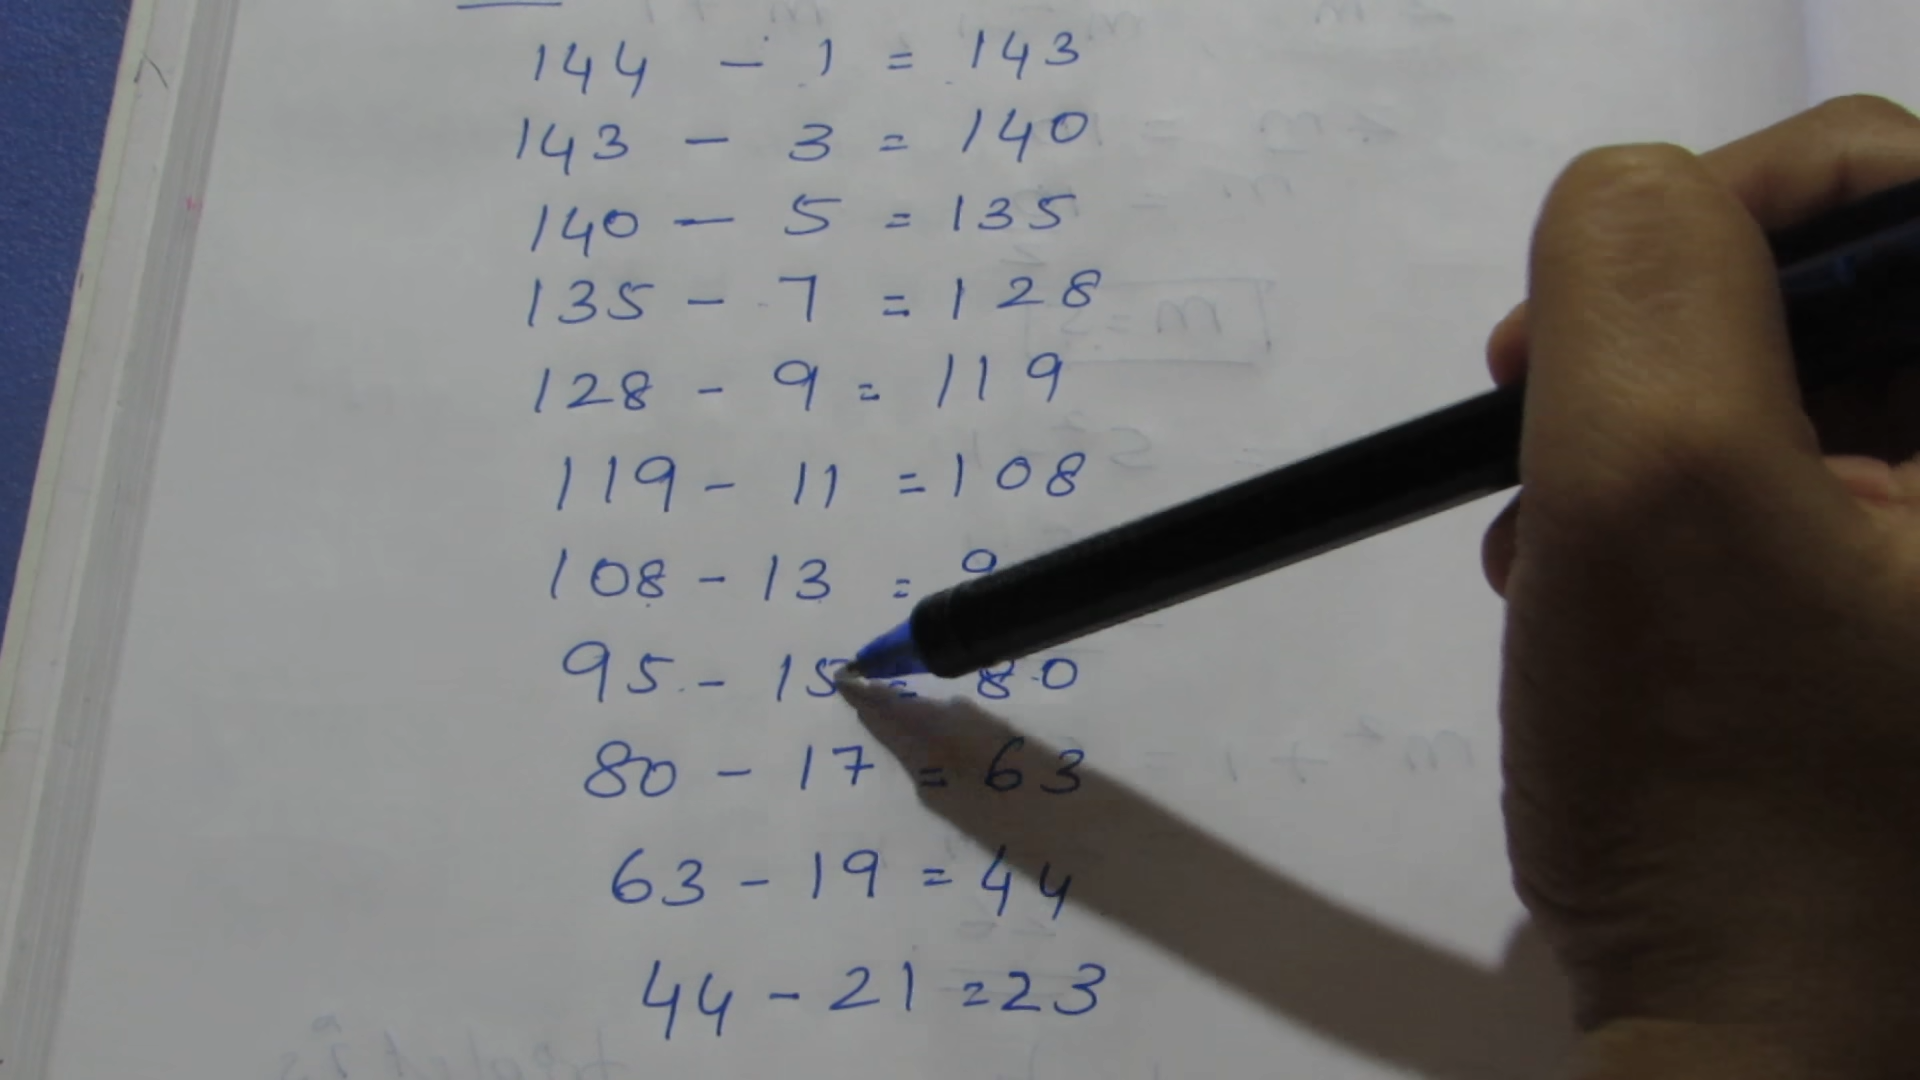 144 - 1 = 143
143 - 3 = 140
140 - 5 = 135
135 - 7 = 128
128 - 9 = 119
119 - 11 = 108
108 - 13 = 9
95 - 15 = 80
80 - 17 = 63
63 - 19 = 44
44 - 21 = 23